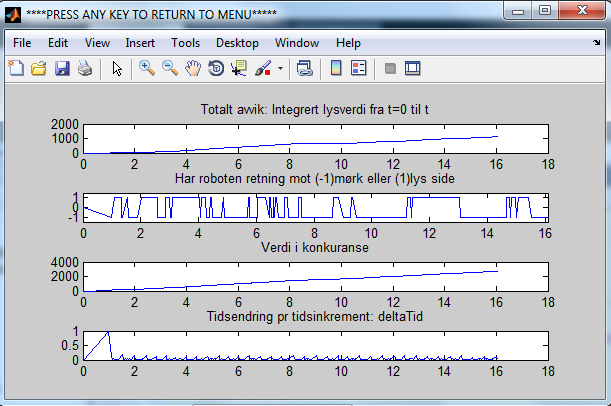 ****PRESS ANY KEY TO RETURN TO MENU*****
File Edit View Insert Tools Desktop Window Help
Totalt avvik: Integrert lysverdi fra t=0 til t
2000
1000
0
0 2 4 6 8 10 12 14 16 18
Har roboten retning mot (-1)mørk eller (1)lys side
1
0
-1
0 2 4 6 8 10 12 14 16
Verdi i konkuranse
4000
2000
0
0 2 4 6 8 10 12 14 16 18
Tidsendring pr tidsinkrement: deltaTid
1
0.5
0
0 2 4 6 8 10 12 14 16 18